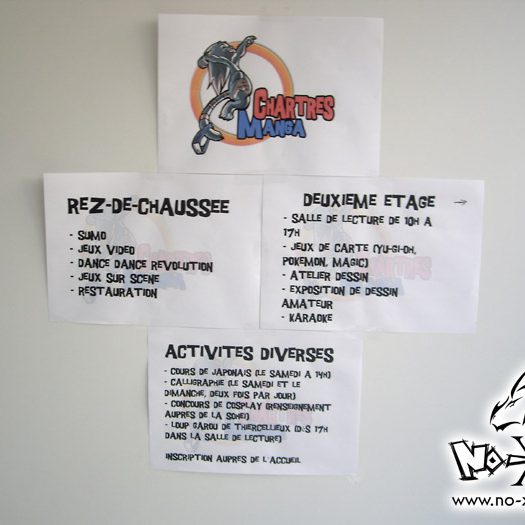 CHARTRES
MANGA
REZ-DE-CHAUSSEE
- SUMO
- JEUX VIDEO
- DANCE DANCE REVOLUTION
- JEUX SUR SCENE
- RESTAURATION
DEUXIEME ETAGE →
- SALLE DE LECTURE DE 10H A
17H
- JEUX DE CARTE (YU-GI-OH,
POKEMON, MAGIC)
- ATELIER DESSIN
- EXPOSITION DE DESSIN
AMATEUR
- KARAOKE
ACTIVITES DIVERSES
- COURS DE JAPONAIS (LE SAMEDI A 14H)
- CALLIGRAPHIE (LE SAMEDI ET LE
DIMANCHE, DEUX FOIS PAR JOUR)
- CONCOURS DE COSPLAY (RENSEIGNEMENT
AUPRES DE LA SOHEI)
- LOUP GAROU DE THIERCELLIEUX (DES 17H
DANS LA SALLE DE LECTURE)
INSCRIPTION AUPRES DE L'ACCUEIL
No-X
www.no-x